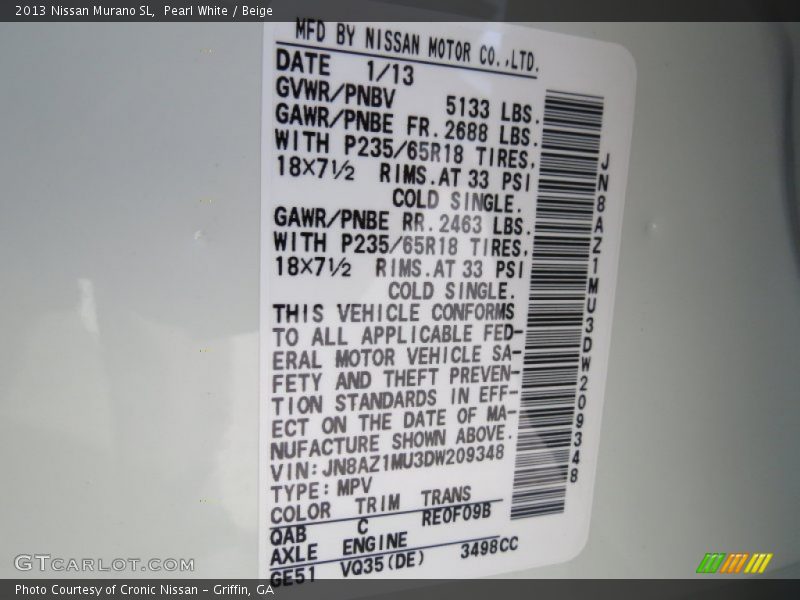 2013 Nissan Murano SL,  Pearl White / Beige
MFD BY NISSAN MOTOR CO.,LTD.
DATE 1/13
GVWR/PNBV 5133 LBS.
GAWR/PNBE FR. 2688 LBS.
WITH P235/65R18 TIRES,
18×7½ RIMS.AT 33 PSI
COLD SINGLE.
GAWR/PNBE RR. 2463 LBS.
WITH P235/65R18 TIRES,
18×7½ RIMS.AT 33 PSI
COLD SINGLE.
THIS VEHICLE CONFORMS
TO ALL APPLICABLE FED-
ERAL MOTOR VEHICLE SA-
FETY AND THEFT PREVEN-
TION STANDARDS IN EFF-
ECT ON THE DATE OF MA-
NUFACTURE SHOWN ABOVE.
VIN: JN8AZ1MU3DW209348
TYPE: MPV
COLOR TRIM TRANS
QAB C RE0F09B
AXLE ENGINE
GE51 VQ35(DE) 3498CC
JN8AZ1MU3DW209348
GTCARLOT.COM
Photo Courtesy of Cronic Nissan – Griffin, GA